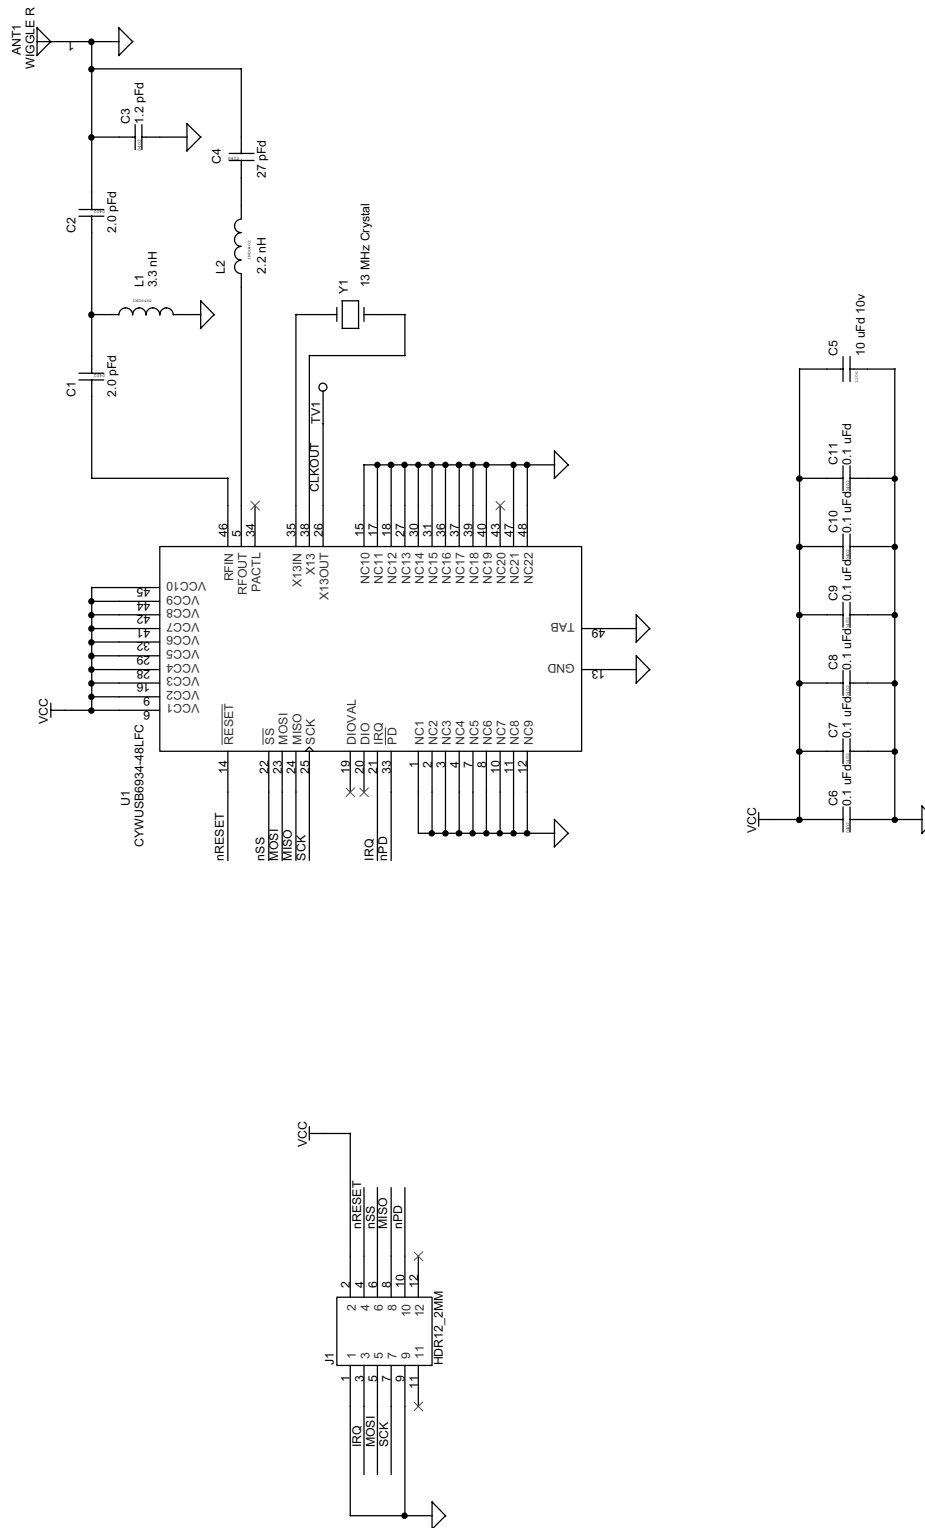 ANT1
WIGGLE R
1
C3
1.2 pFd
C4
27 pFd
C2
2.0 pFd
L1
3.3 nH
L2
2.2 nH
C1
2.0 pFd
Y1
13 MHz Crystal
TV1
CLKOUT
46
5
34
35
38
26
15
17
18
27
30
31
36
37
39
40
43
47
48
RFIN
RFOUT
PACTL
X13IN
X13
X13OUT
NC10
NC11
NC12
NC13
NC14
NC15
NC16
NC17
NC18
NC19
NC20
NC21
NC22
VCC
VCC10
VCC9
VCC8
VCC7
VCC6
VCC5
VCC4
VCC3
VCC2
VCC1
45
44
42
41
32
29
28
16
9
6
TAB
49
GND
13
U1
CYWUSB6934-48LFC
RESET
SS
MOSI
MISO
SCK
DIOVAL
DIO
IRQ
PD
NC1
NC2
NC3
NC4
NC5
NC6
NC7
NC8
NC9
14
22
23
24
25
19
20
21
33
1
2
3
4
7
8
10
11
12
nRESET
nSS
MOSI
MISO
SCK
IRQ
nPD
VCC
C6
0.1 uFd
C7
0.1 uFd
C8
0.1 uFd
C9
0.1 uFd
C10
0.1 uFd
C11
0.1 uFd
C5
10 uFd 10v
VCC
nRESET
nSS
MISO
nPD
2
4
6
8
10
12
2
4
6
8
10
12
J1
HDR12_2MM
1
3
5
7
9
11
1
3
5
7
9
11
IRQ
MOSI
SCK